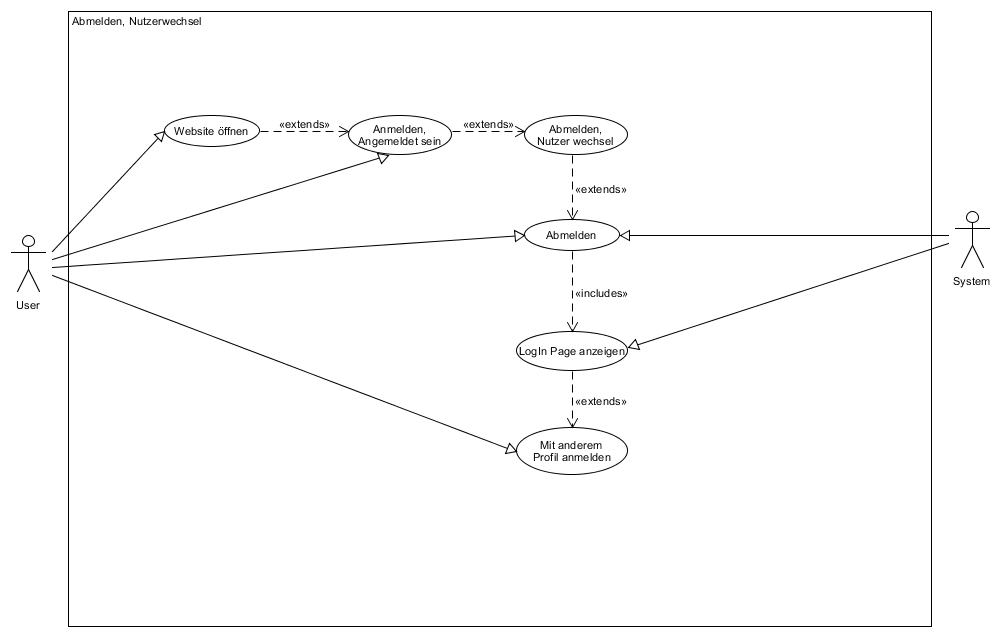 Abmelden, Nutzerwechsel
Website öffnen
«extends»
Anmelden,
Angemeldet sein
«extends»
Abmelden,
Nutzer wechsel
«extends»
Abmelden
User
System
«includes»
LogIn Page anzeigen
«extends»
Mit anderem
Profil anmelden